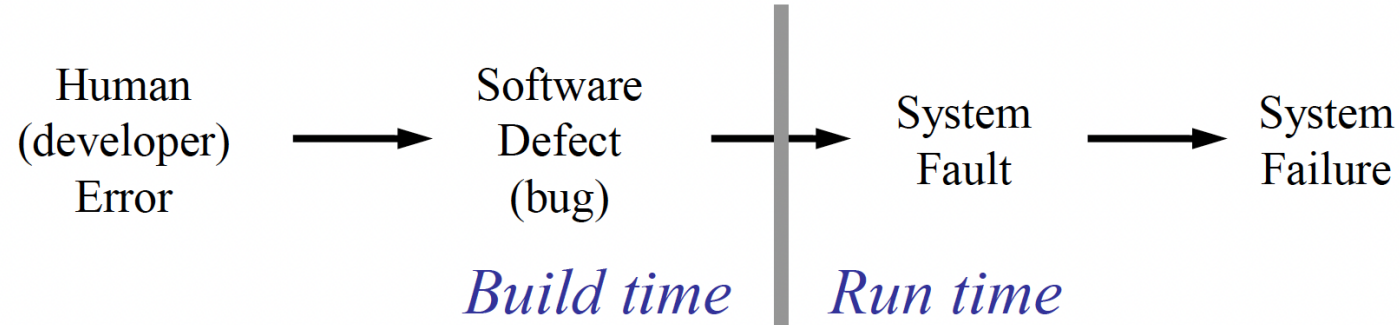 Human
(developer)
Error
Software
Defect
(bug)
System
Fault
System
Failure
Build time
Run time